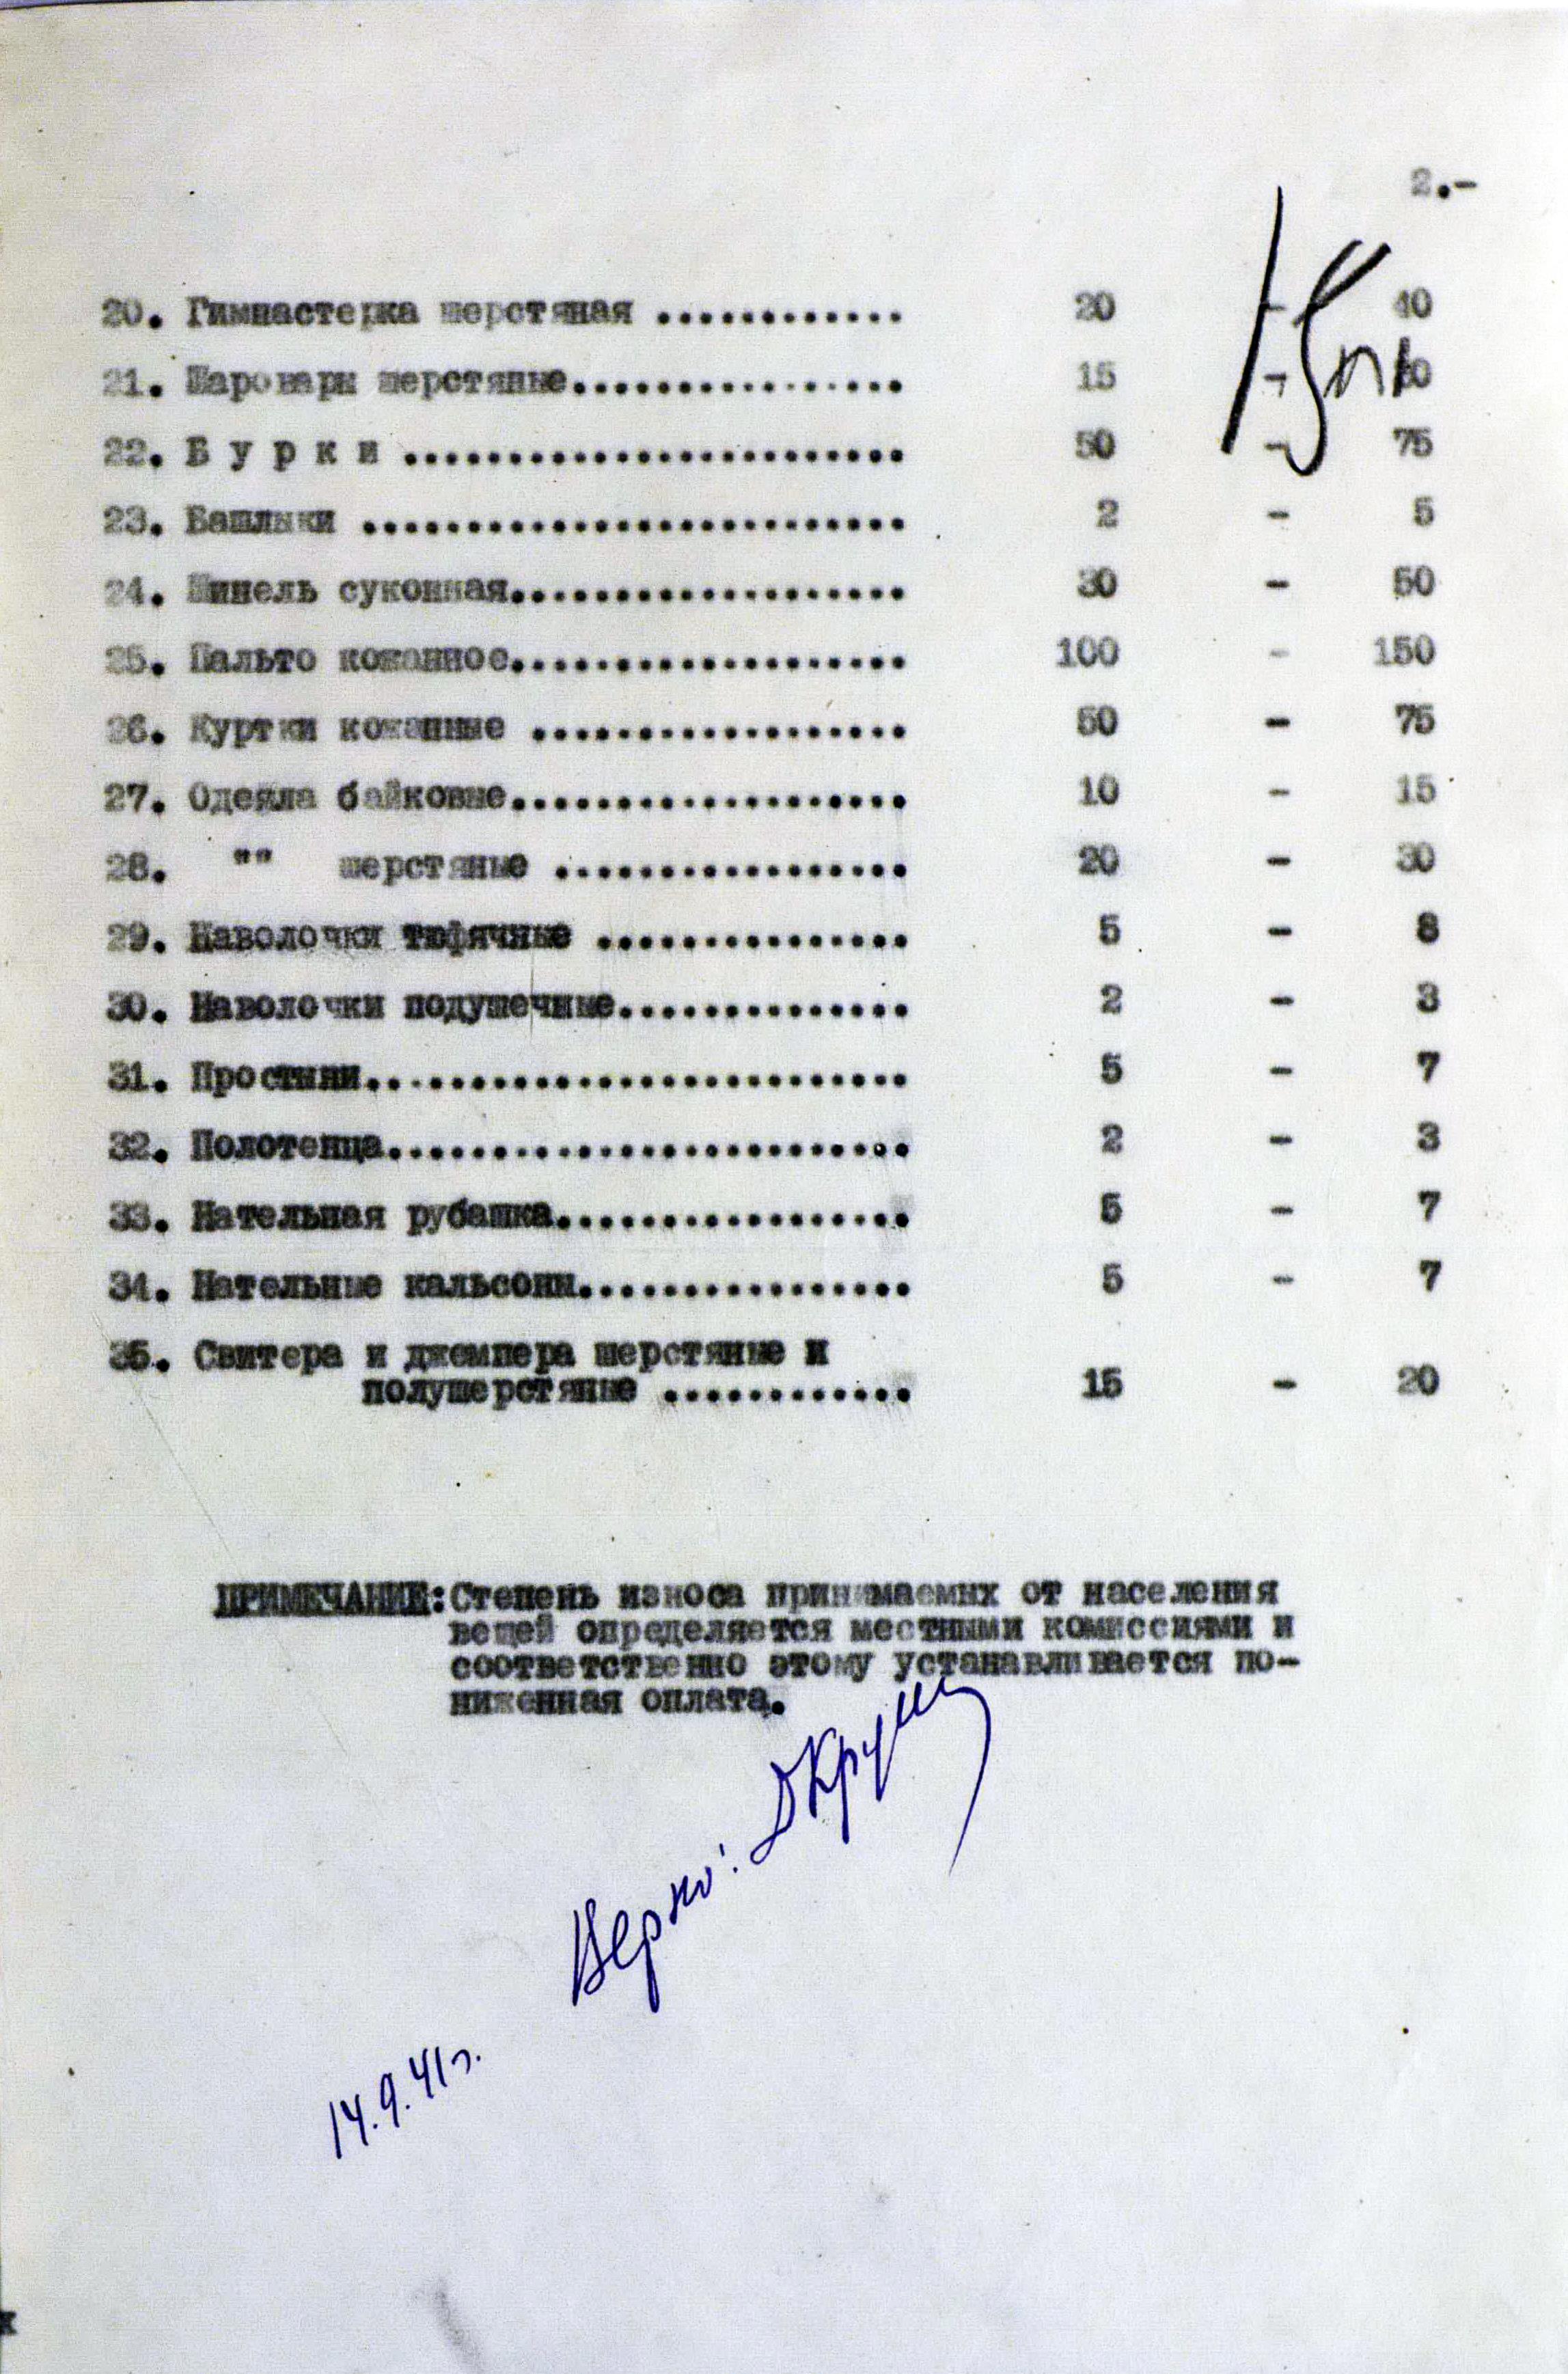 2.-
20. Гимнастерка шерстяная ............ 20 - 40
21. Шаровары шерстяные................ 15 -
22. Б у р к и ........................ 50 - 75
23. Башлыки .......................... 2 - 5
24. Шинель суконная................... 30 - 50
25. Пальто кожанное................... 100 - 150
26. Куртки кожанные .................. 50 - 75
27. Одеяла байковые................... 10 - 15
28. "" шерстяные ................. 20 - 30
29. Наволочки тюфячные ............... 5 - 8
30. Наволочки подушечные.............. 2 - 3
31. Простыни.......................... 5 - 7
32. Полотенца......................... 2 - 3
33. Нательная рубашка................. 5 - 7
34. Нательные кальсоны................ 5 - 7
35. Свитера и джемпера шерстяные и
полушерстяные ............ 15 - 20
ПРИМЕЧАНИЕ: Степень износа принимаемых от населения
вещей определяется местными комиссиями и
соответственно этому устанавливается по-
ниженная оплата.
Верно:
14.9.41г.